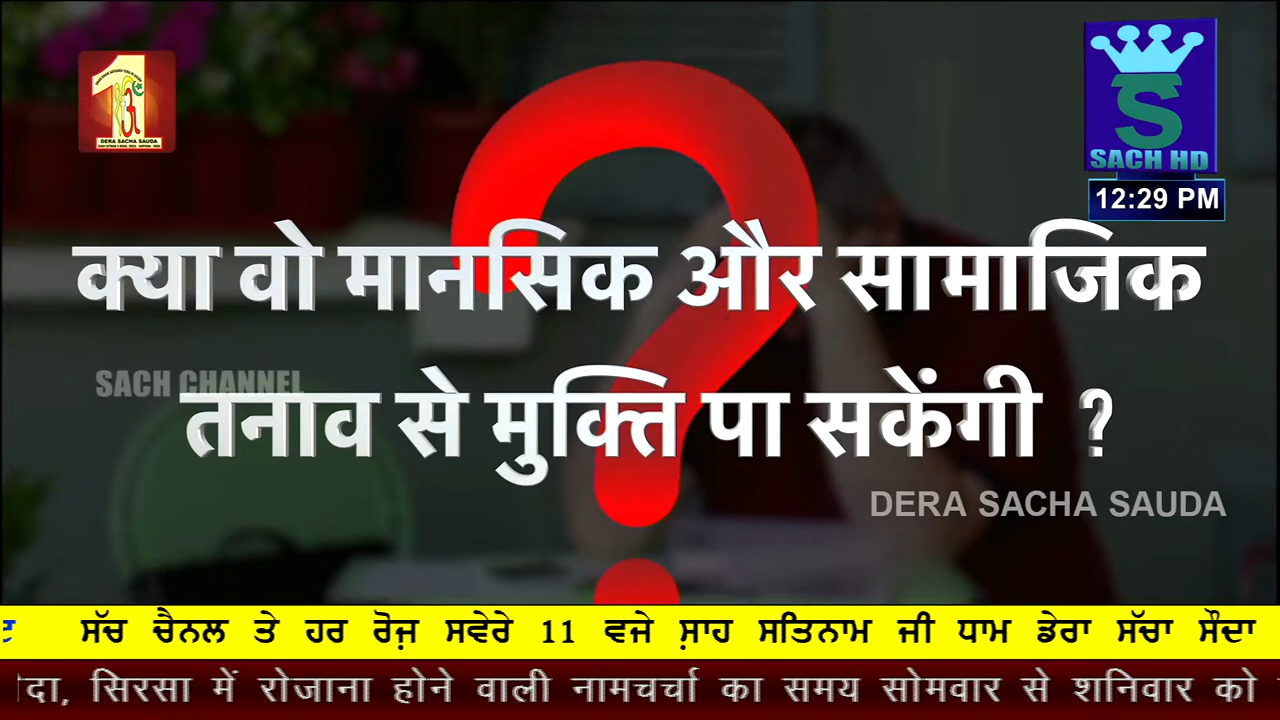 DERA SACHA SAUDA
SACH HD
12:29 PM
क्या वो मानसिक और सामाजिक
SACH CHANNEL
तनाव से मुक्ति पा सकेंगी ?
DERA SACHA SAUDA
ਸੱਚ ਚੈਨਲ ਤੇ ਹਰ ਰੋਜ਼ ਸਵੇਰੇ 11 ਵਜੇ ਸ਼ਾਹ ਸਤਿਨਾਮ ਜੀ ਧਾਮ ਡੇਰਾ ਸੱਚਾ ਸੌਦਾ
सिरसा में रोजाना होने वाली नामचर्चा का समय सोमवार से शनिवार को